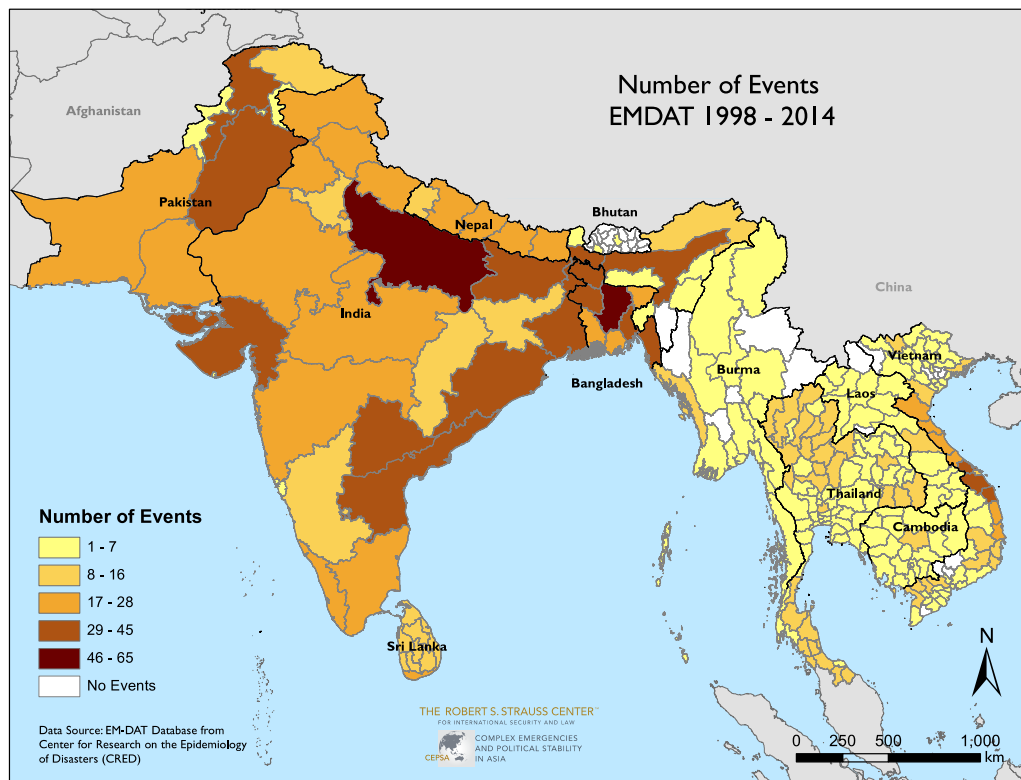 Number of Events
EMDAT 1998 - 2014
Afghanistan
Pakistan
Nepal
Bhutan
China
India
Bangladesh
Burma
Vietnam
Laos
Thailand
Cambodia
Sri Lanka
Number of Events
1 - 7
8 - 16
17 - 28
29 - 45
46 - 65
No Events
Data Source: EM-DAT Database from
Center for Research on the Epidemiology
of Disasters (CRED)
THE ROBERT S. STRAUSS CENTER™
FOR INTERNATIONAL SECURITY AND LAW
CEPSA
COMPLEX EMERGENCIES
AND POLITICAL STABILITY
IN ASIA
N
0 250 500 1,000
km